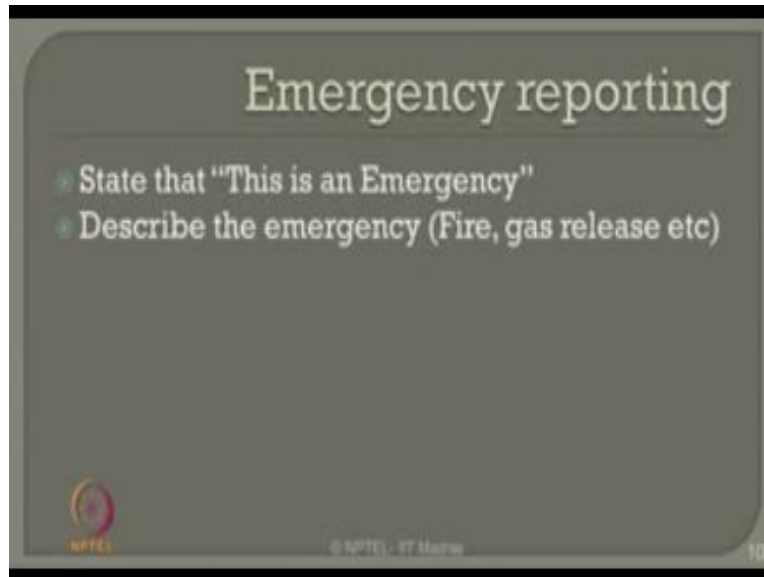 Emergency reporting
State that “This is an Emergency”
Describe the emergency (Fire, gas release etc)
NPTEL
© NPTEL - IIT Madras
10